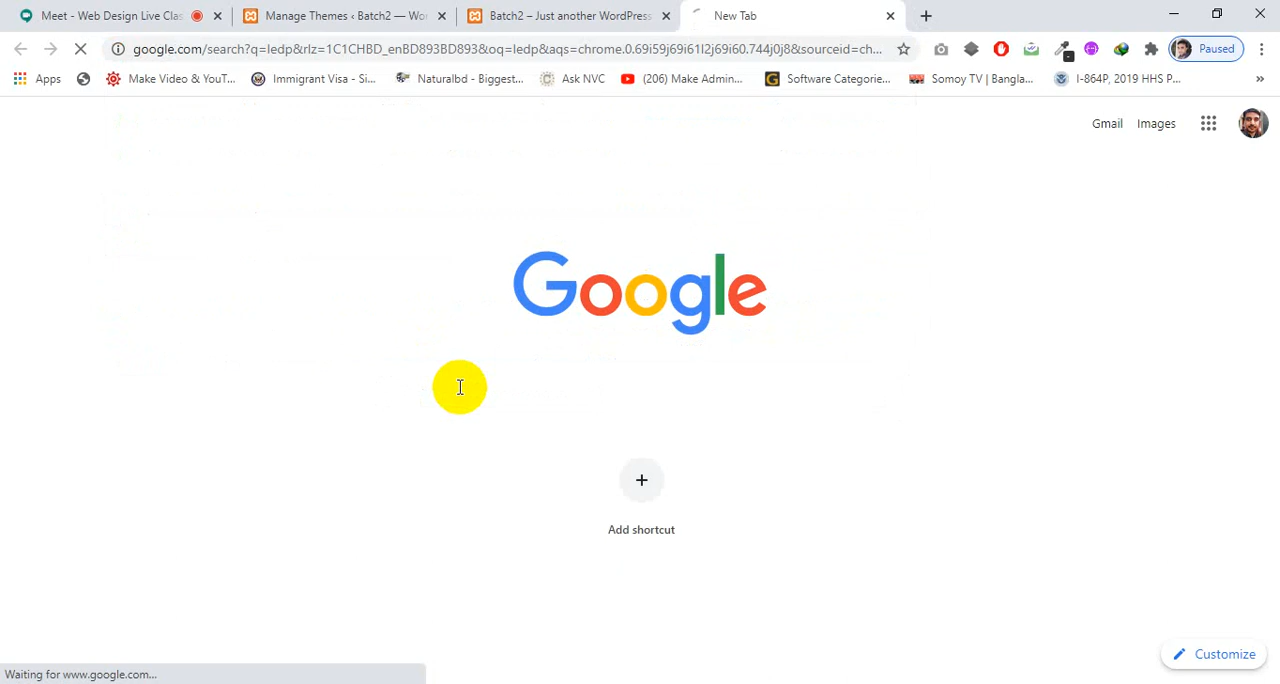 Meet - Web Design Live Clas
Manage Themes ‹ Batch2 — Wo
Batch2 – Just another WordPress
New Tab
google.com/search?q=ledp&rlz=1C1CHBD_enBD893BD893&oq=ledp&aqs=chrome.0.69i59j69i61l2j69i60.744j0j8&sourceid=ch...
Paused
Apps
Make Video & YouT...
Immigrant Visa - Si...
Naturalbd - Biggest...
Ask NVC
(206) Make Admin...
Software Categorie...
Somoy TV | Bangla...
I-864P, 2019 HHS P...
»
Gmail
Images
Google
Add shortcut
Customize
Waiting for www.google.com...